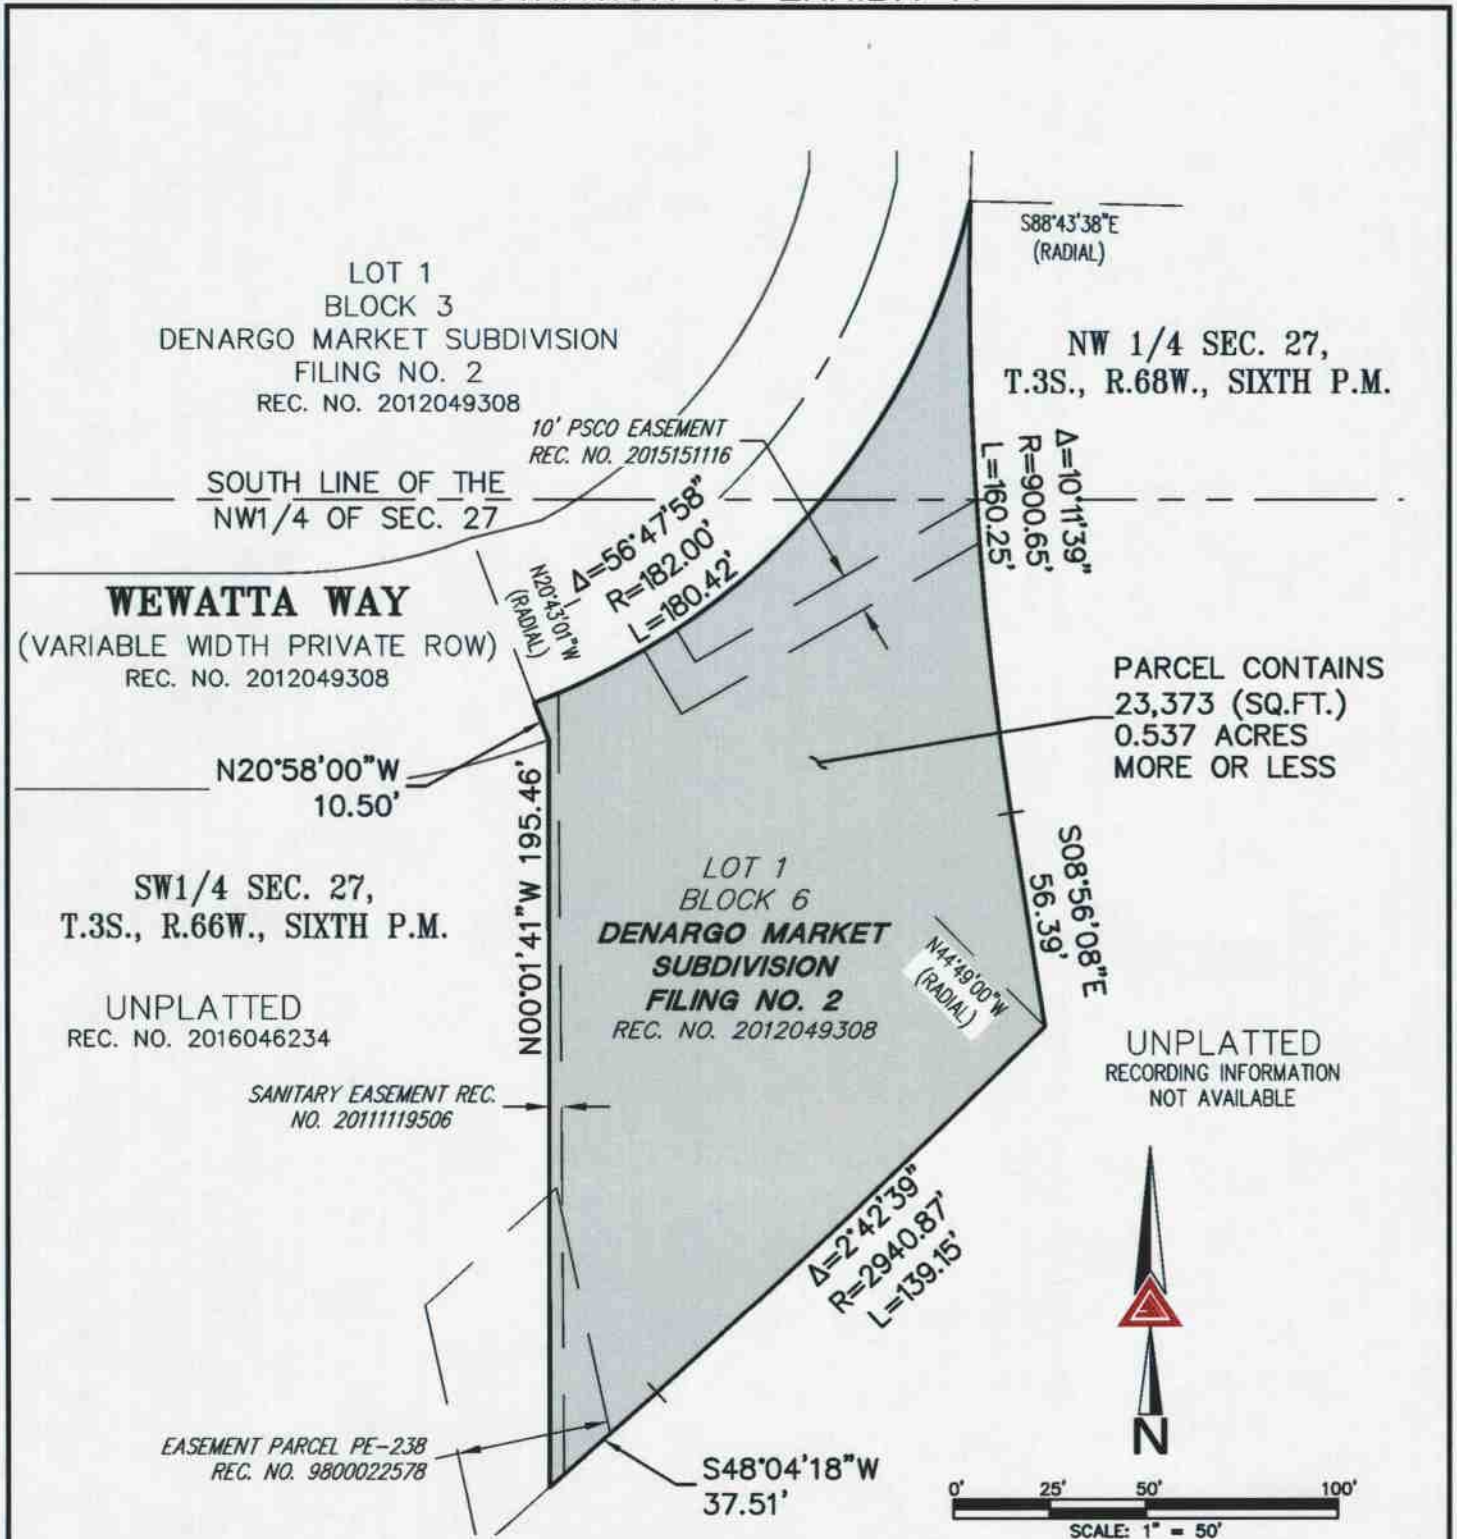 S88°43'38"E
(RADIAL)
LOT 1
BLOCK 3
DENARGO MARKET SUBDIVISION
FILING NO. 2
REC. NO. 2012049308
NW 1/4 SEC. 27,
T.3S., R.68W., SIXTH P.M.
10' PSCO EASEMENT
REC. NO. 2015151116
SOUTH LINE OF THE
NW1/4 OF SEC. 27
Δ=10°11'39"
R=900.65'
L=160.25'
Δ=56°47'58"
R=182.00'
L=180.42'
N20°43'01"W
(RADIAL)
WEWATTA WAY
(VARIABLE WIDTH PRIVATE ROW)
REC. NO. 2012049308
PARCEL CONTAINS
23,373 (SQ.FT.)
0.537 ACRES
MORE OR LESS
N20°58'00"W
10.50'
N00°01'41"W 195.46'
S08°56'08"E
56.39'
SW1/4 SEC. 27,
T.3S., R.66W., SIXTH P.M.
LOT 1
BLOCK 6
DENARGO MARKET
SUBDIVISION
FILING NO. 2
REC. NO. 2012049308
N44°49'00"W
(RADIAL)
UNPLATTED
REC. NO. 2016046234
UNPLATTED
RECORDING INFORMATION
NOT AVAILABLE
SANITARY EASEMENT REC.
NO. 20111119506
Δ=2°42'39"
R=2940.87'
L=139.15'
EASEMENT PARCEL PE-238
REC. NO. 9800022578
S48°04'18"W
37.51'
N
0' 25' 50' 100'
SCALE: 1" = 50'